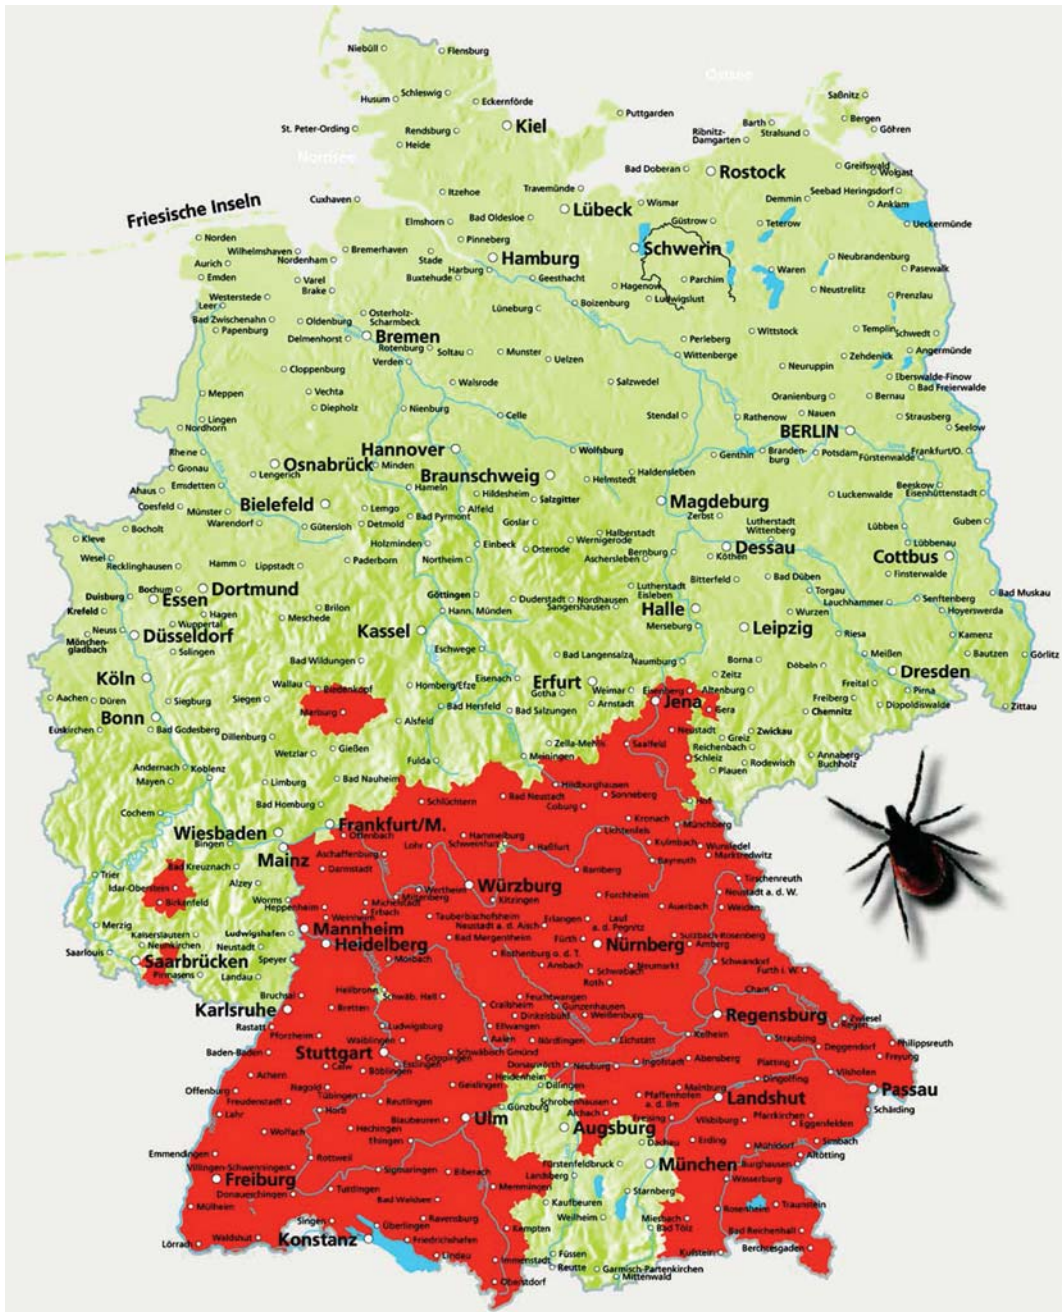 Niebüll
Flensburg
Ostsee
Schleswig
Husum
Eckernförde
Saßnitz
Puttgarden
Kiel
Barth
Bergen
St. Peter-Ording
Rendsburg
Ribnitz-
Damgarten
Stralsund
Göhren
Heide
Nordsee
Bad Doberan
Rostock
Greifswald
Wolgast
Cuxhaven
Itzehoe
Travemünde
Wismar
Demmin
Seebad Heringsdorf
Anklam
Friesische Inseln
Elmshorn
Bad Oldesloe
Lübeck
Güstrow
Teterow
Ueckermünde
Norden
Pinneberg
Schwerin
Wilhelmshaven
Bremerhaven
Stade
Hamburg
Neubrandenburg
Aurich
Nordenham
Harburg
Waren
Pasewalk
Emden
Varel
Buxtehude
Geesthacht
Parchim
Brake
Hagenow
Neustrelitz
Prenzlau
Westerstede
Ludwigslust
Leer
Boizenburg
Lüneburg
Bad Zwischenahn
Oldenburg
Osterholz-
Scharmbeck
Papenburg
Bremen
Wittstock
Templin
Schwedt
Delmenhorst
Rotenburg
Perleberg
Verden
Soltau
Munster
Uelzen
Wittenberge
Zehdenick
Angermünde
Cloppenburg
Neuruppin
Eberswalde-Finow
Walsrode
Salzwedel
Bad Freierwalde
Meppen
Vechta
Oranienburg
Bernau
Diepholz
Nienburg
Celle
Stendal
Rathenow
Nauen
Strausberg
Lingen
Nordhorn
BERLIN
Seelow
Rheine
Hannover
Wolfsburg
Genthin
Branden-
burg
Potsdam
Frankfurt/O.
Fürstenwalde
Gronau
Osnabrück
Minden
Lengerich
Braunschweig
Haldensleben
Emsdetten
Hameln
Helmstedt
Beeskow
Ahaus
Hildesheim
Salzgitter
Luckenwalde
Eisenhüttenstadt
Coesfeld
Bielefeld
Lemgo
Alfeld
Magdeburg
Münster
Bad Pyrmont
Zerbst
Lutherstadt
Wittenberg
Guben
Bocholt
Warendorf
Gütersloh
Detmold
Goslar
Halberstadt
Lübben
Kleve
Holzminden
Einbeck
Wernigerode
Lübbenau
Wesel
Paderborn
Northeim
Osterode
Aschersleben
Bernburg
Dessau
Köthen
Cottbus
Recklinghausen
Hamm
Lippstadt
Bad Düben
Finsterwalde
Bochum
Dortmund
Lutherstadt
Eisleben
Bitterfeld
Torgau
Bad Muskau
Duisburg
Essen
Göttingen
Duderstadt
Nordhausen
Lauchhammer
Senftenberg
Krefeld
Hagen
Brilon
Hann. Münden
Sangershausen
Halle
Wurzen
Hoyerswerda
Neuss
Wuppertal
Meschede
Kassel
Merseburg
Leipzig
Riesa
Kamenz
Mönchen-
gladbach
Düsseldorf
Solingen
Eschwege
Bad Langensalza
Naumburg
Borna
Döbeln
Meißen
Bautzen
Görlitz
Köln
Bad Wildungen
Homberg/Efze
Eisenach
Erfurt
Zeitz
Dresden
Aachen
Düren
Siegburg
Siegen
Wallau
Biedenkopf
Gotha
Weimar
Eisenberg
Altenburg
Freital
Pirna
Bonn
Marburg
Bad Hersfeld
Bad Salzungen
Arnstadt
Jena
Gera
Freiberg
Chemnitz
Dippoldiswalde
Zittau
Euskirchen
Bad Godesberg
Dillenburg
Alsfeld
Neustadt
Greiz
Zwickau
Andernach
Wetzlar
Gießen
Zella-Mehlis
Saalfeld
Reichenbach
Annaberg-
Buchholz
Koblenz
Fulda
Meiningen
Schleiz
Rodewisch
Mayen
Limburg
Bad Nauheim
Plauen
Hildburghausen
Cochem
Bad Homburg
Schlüchtern
Bad Neustadt
Sonneberg
Coburg
Hof
Wiesbaden
Frankfurt/M.
Kronach
Münchberg
Bingen
Offenbach
Hammelburg
Lichtenfels
Mainz
Lohr
Schweinfurt
Haßfurt
Kulmbach
Wunsiedel
Trier
Bad Kreuznach
Aschaffenburg
Darmstadt
Bayreuth
Marktredwitz
Idar-Oberstein
Alzey
Würzburg
Bamberg
Tirschenreuth
Birkenfeld
Worms
Heppenheim
Wertheim
Miltenberg
Kitzingen
Forchheim
Neustadt a. d. W.
Michelstadt
Auerbach
Weiden
Merzig
Weinheim
Erbach
Tauberbischofsheim
Erlangen
Lauf
a. d. Pegnitz
Kaiserslautern
Ludwigshafen
Mannheim
Neustadt a. d. Aisch
Saarlouis
Neunkirchen
Neustadt
Heidelberg
Bad Mergentheim
Fürth
Nürnberg
Sulzbach-Rosenberg
Amberg
Saarbrücken
Speyer
Mosbach
Rothenburg o. d. T.
Pirmasens
Landau
Ansbach
Neumarkt
Schwandorf
Furth i. W.
Schwabach
Bruchsal
Heilbronn
Roth
Cham
Karlsruhe
Bretten
Schwäb. Hall
Feuchtwangen
Crailsheim
Gunzenhausen
Dinkelsbühl
Weißenburg
Regensburg
Zwiesel
Regen
Rastatt
Ludwigsburg
Ellwangen
Pforzheim
Waiblingen
Aalen
Nördlingen
Eichstätt
Kelheim
Straubing
Deggendorf
Philippsreuth
Baden-Baden
Stuttgart
Schwäbisch Gmünd
Freyung
Esslingen
Göppingen
Donauwörth
Ingolstadt
Abensberg
Platting
Calw
Böblingen
Neuburg
Vilshofen
Achern
Heidenheim
Dingolfing
Offenburg
Nagold
Geislingen
Dillingen
Mainburg
Passau
Freudenstadt
Tübingen
Reutlingen
Schrobenhausen
Pfaffenhofen
a. d. Ilm
Landshut
Lahr
Horb
Günzburg
Aichach
Schärding
Blaubeuren
Ulm
Freising
Pfarrkirchen
Wolfach
Hechingen
Augsburg
Vilsbiburg
Eggenfelden
Ehingen
Dachau
Erding
Simbach
Emmendingen
Rottweil
Mühldorf
Altötting
Villingen-Schwenningen
Sigmaringen
Biberach
Fürstenfeldbruck
München
Burghausen
Freiburg
Landsberg
Wasserburg
Donaueschingen
Tuttlingen
Memmingen
Starnberg
Bad Welsee
Kaufbeuren
Mülheim
Weilheim
Rosenheim
Traunstein
Singen
Ravensburg
Miesbach
Überlingen
Kempten
Bad Tölz
Waldshut
Konstanz
Bad Reichenhall
Lörrach
Friedrichshafen
Berchtesgaden
Lindau
Füssen
Kufstein
Immenstadt
Reutte
Garmisch-Partenkirchen
Oberstdorf
Mittenwald